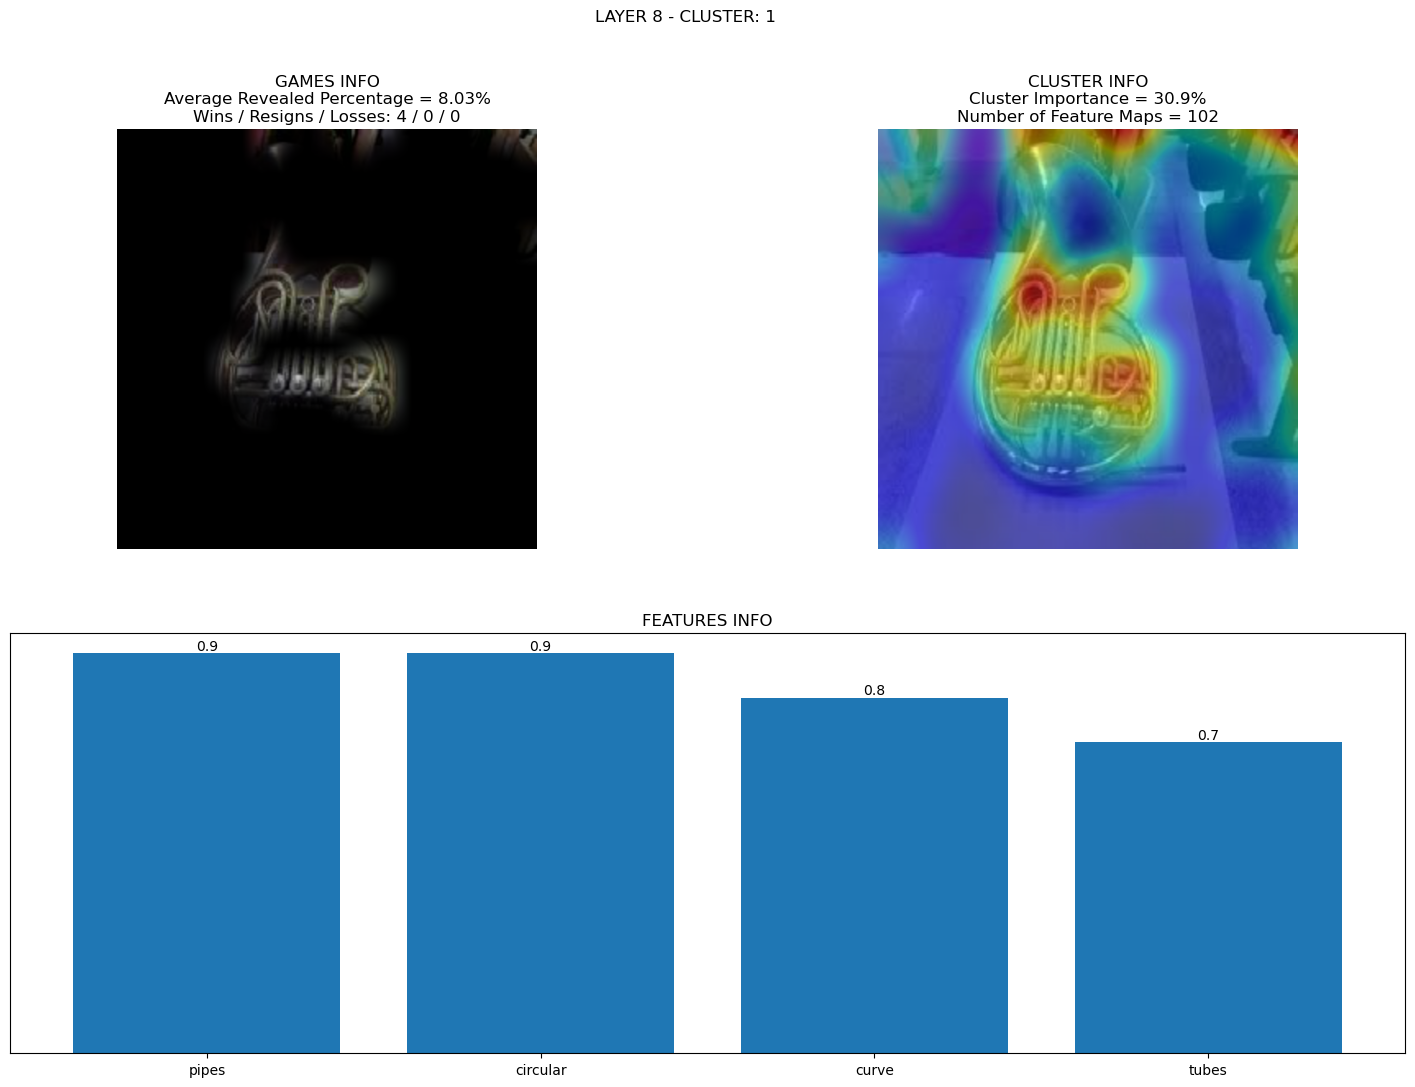 LAYER 8 - CLUSTER: 1
GAMES INFO
Average Revealed Percentage = 8.03%
Wins / Resigns / Losses: 4 / 0 / 0
CLUSTER INFO
Cluster Importance = 30.9%
Number of Feature Maps = 102
FEATURES INFO
0.9
0.9
0.8
0.7
pipes
circular
curve
tubes